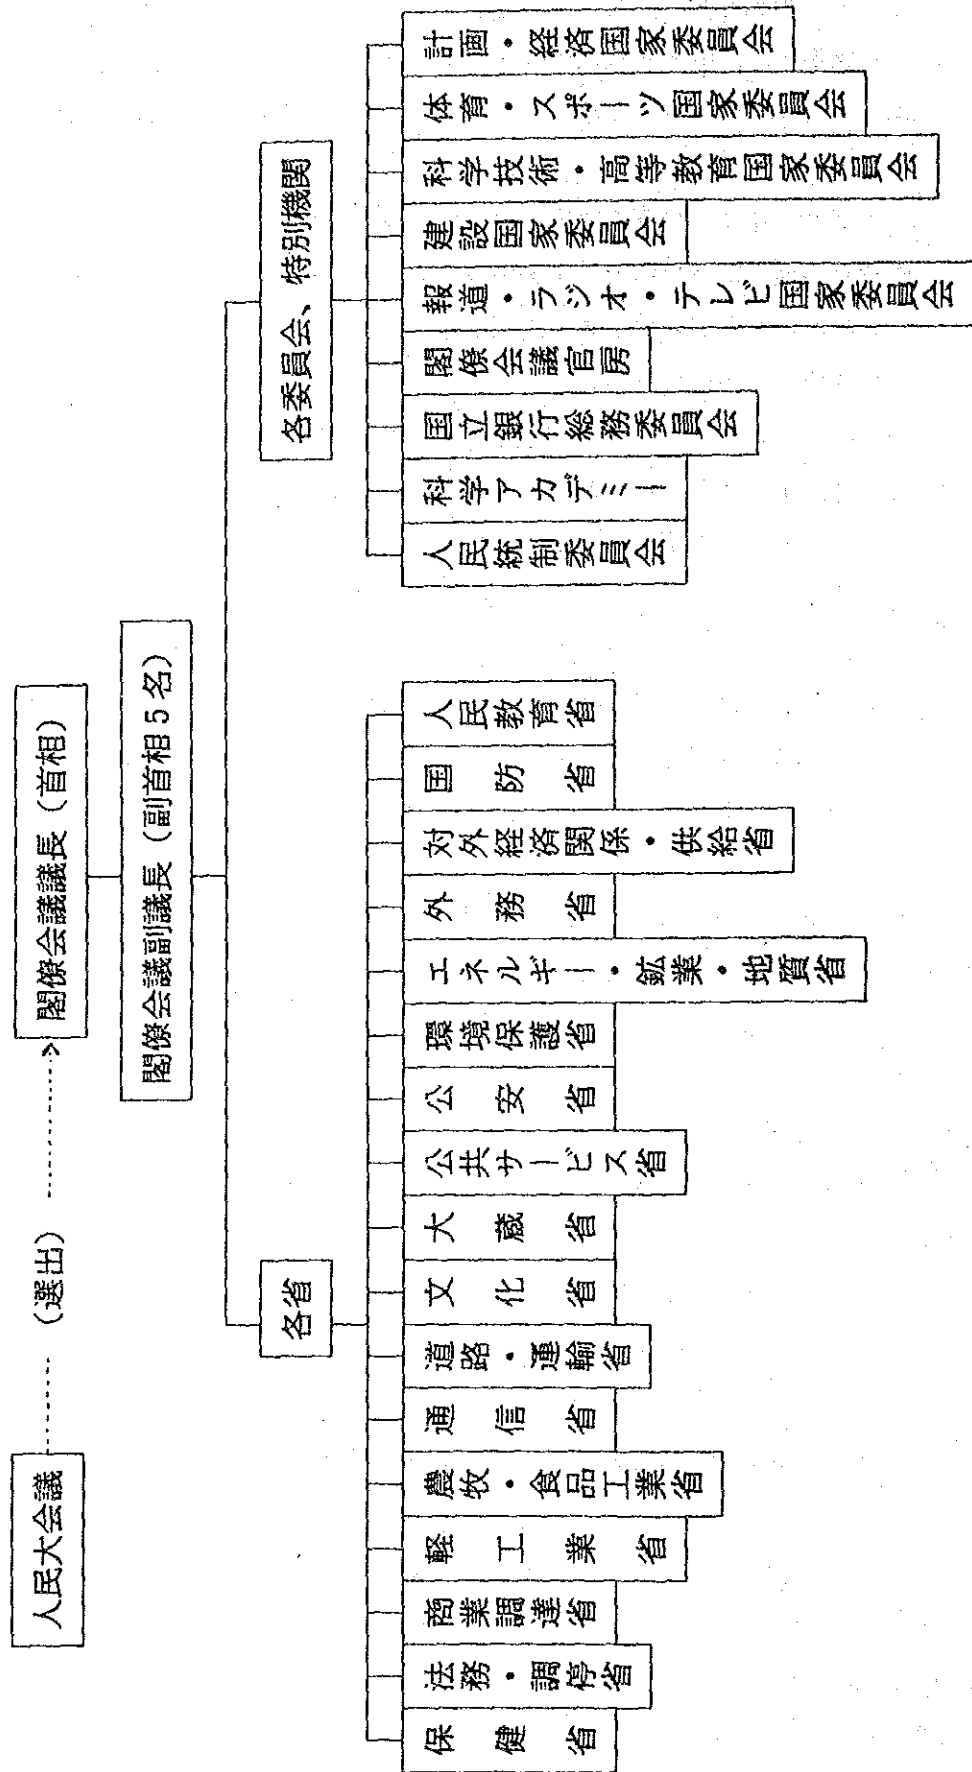 人民大会議
(選出)
閣僚会議議長(首相)
閣僚会議副議長(副首相5名)
各省
各委員会、特別機関
保健省
法務・調停省
商業調達省
軽工業省
農牧・食品工業省
通信省
道路・運輸省
文化省
大蔵省
公共サービス省
公安省
環境保護省
エネルギー・鉱業・地質省
外務省
対外経済関係・供給省
国防省
人民教育省
人民統制委員会
科学アカデミー
国立銀行総務委員会
閣僚会議官房
報道・ラジオ・テレビ国家委員会
建設国家委員会
科学技術・高等教育国家委員会
体育・スポーツ国家委員会
計画・経済国家委員会